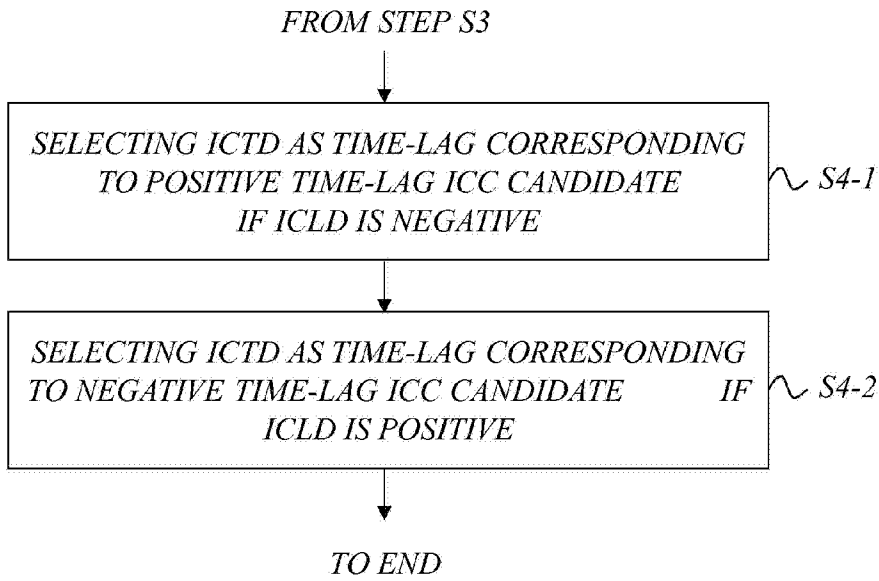 FROM STEP S3
SELECTING ICTD AS TIME-LAG CORRESPONDING
TO POSITIVE TIME-LAG ICC CANDIDATE
IF ICLD IS NEGATIVE
S4-1
SELECTING ICTD AS TIME-LAG CORRESPONDING
TO NEGATIVE TIME-LAG ICC CANDIDATE IF
ICLD IS POSITIVE
S4-2
TO END